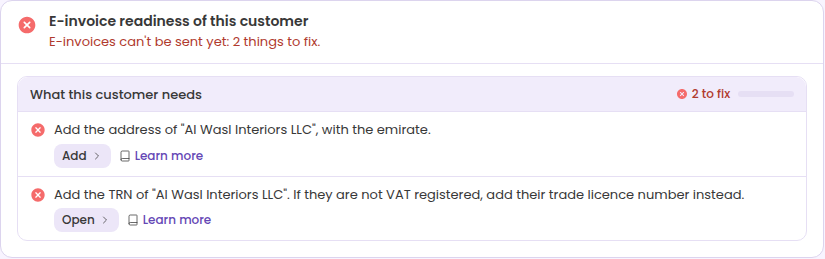 E-invoice readiness of this customer
E-invoices can't be sent yet: 2 things to fix.
What this customer needs
2 to fix
Add the address of "Al Wasl Interiors LLC", with the emirate.
Add
Learn more
Add the TRN of "Al Wasl Interiors LLC". If they are not VAT registered, add their trade licence number instead.
Open
Learn more